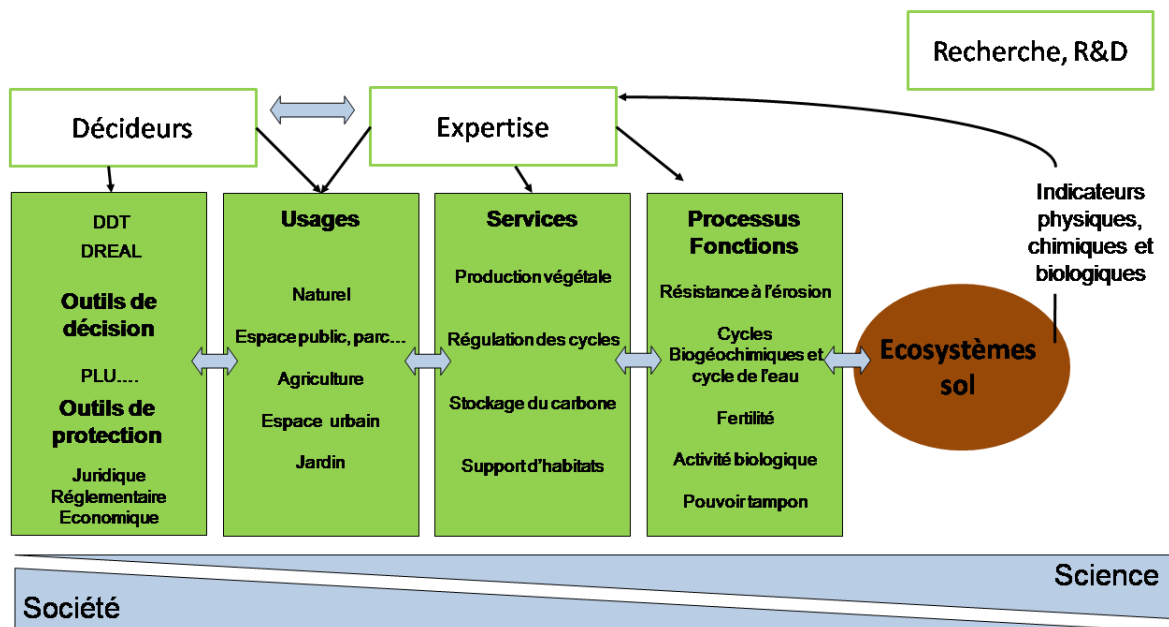 Recherche, R&D
Décideurs
Expertise
DDT
DREAL
Outils de
décision
PLU....
Outils de
protection
Juridique
Réglementaire
Economique
Usages
Naturel
Espace public, parc...
Agriculture
Espace urbain
Jardin
Services
Production végétale
Régulation des cycles
Stockage du carbone
Support d'habitats
Processus
Fonctions
Résistance à l'érosion
Cycles
Biogéochimiques et
cycle de l'eau
Fertilité
Activité biologique
Pouvoir tampon
Indicateurs
physiques,
chimiques et
biologiques
Ecosystèmes
sol
Science
Société